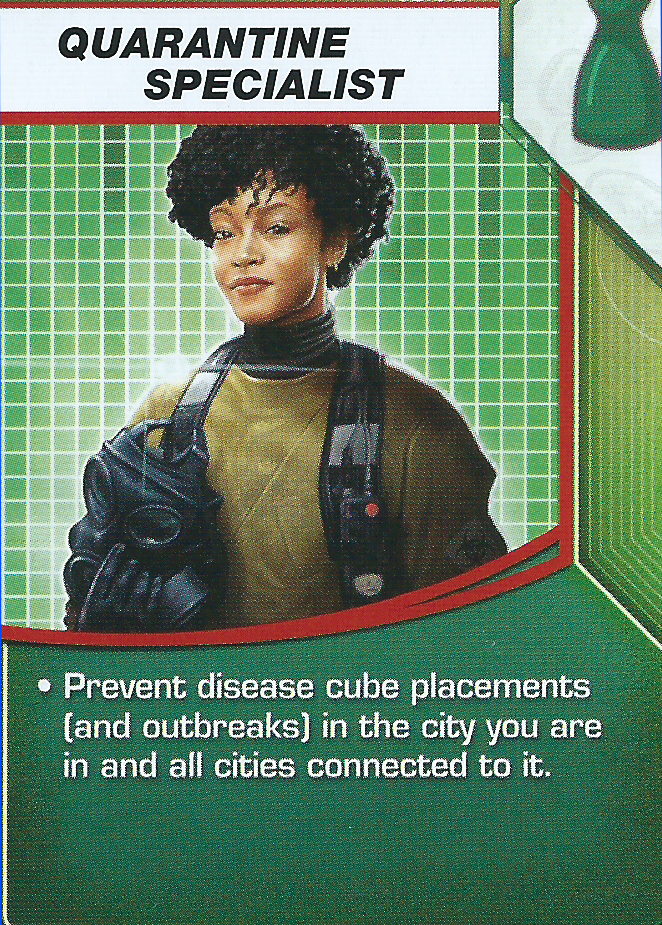 QUARANTINE
SPECIALIST
• Prevent disease cube placements
(and outbreaks) in the city you are
in and all cities connected to it.